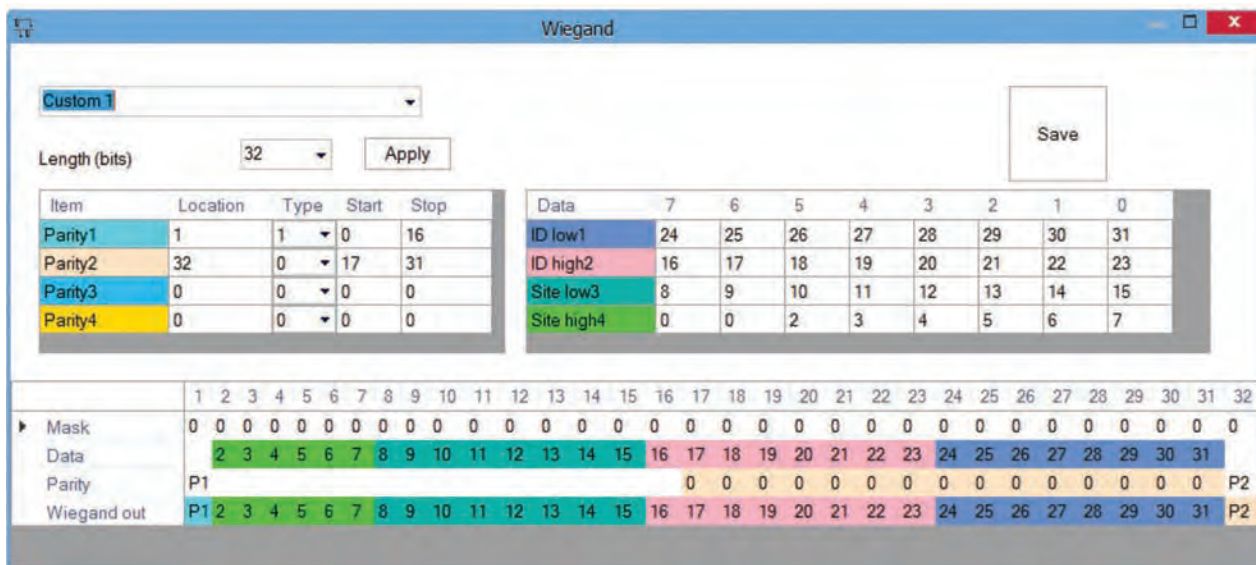 Wiegand
Custom 1
Save
Length (bits) 32 Apply
Item Location Type Start Stop
Parity1 1 1 0 16
Parity2 32 0 17 31
Parity3 0 0 0 0
Parity4 0 0 0 0
Data 7 6 5 4 3 2 1 0
ID low1 24 25 26 27 28 29 30 31
ID high2 16 17 18 19 20 21 22 23
Site low3 8 9 10 11 12 13 14 15
Site high4 0 0 2 3 4 5 6 7
1 2 3 4 5 6 7 8 9 10 11 12 13 14 15 16 17 18 19 20 21 22 23 24 25 26 27 28 29 30 31 32
Mask 0 0 0 0 0 0 0 0 0 0 0 0 0 0 0 0 0 0 0 0 0 0 0 0 0 0 0 0 0 0 0 0
Data 2 3 4 5 6 7 8 9 10 11 12 13 14 15 16 17 18 19 20 21 22 23 24 25 26 27 28 29 30 31
Parity P1 0 0 0 0 0 0 0 0 0 0 0 0 0 0 0 P2
Wiegand out P1 2 3 4 5 6 7 8 9 10 11 12 13 14 15 16 17 18 19 20 21 22 23 24 25 26 27 28 29 30 31 P2